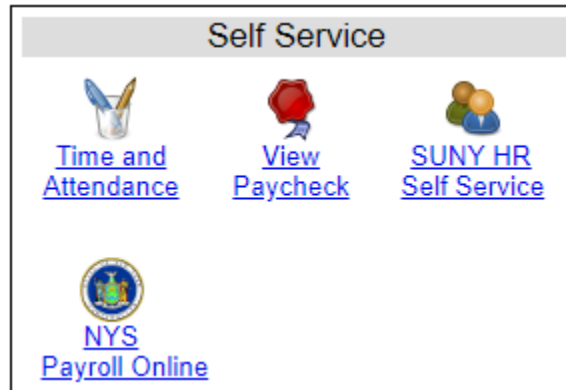 Self Service
Time and
Attendance
View
Paycheck
SUNY HR
Self Service
NYS
Payroll Online